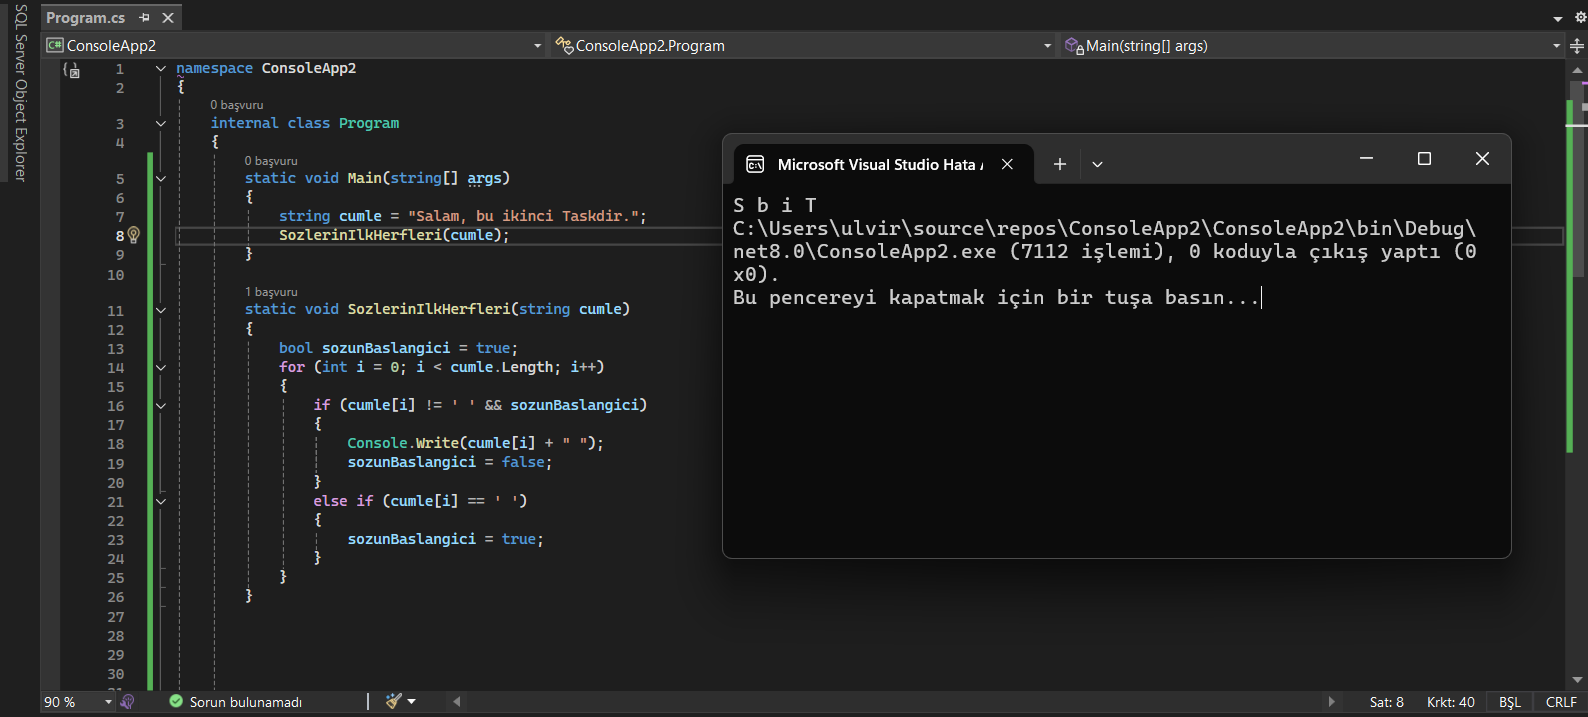 SQL Server Object Explorer
Program.cs
ConsoleApp2
ConsoleApp2.Program
Main(string[] args)
1 namespace ConsoleApp2
2 {
0 başvuru
3 internal class Program
4 {
0 başvuru
5 static void Main(string[] args)
6 {
7 string cumle = "Salam, bu ikinci Taskdir.";
8 SozlerinIlkHerfleri(cumle);
9 }
10
1 başvuru
11 static void SozlerinIlkHerfleri(string cumle)
12 {
13 bool sozunBaslangici = true;
14 for (int i = 0; i < cumle.Length; i++)
15 {
16 if (cumle[i] != ' ' && sozunBaslangici)
17 {
18 Console.Write(cumle[i] + " ");
19 sozunBaslangici = false;
20 }
21 else if (cumle[i] == ' ')
22 {
23 sozunBaslangici = true;
24 }
25 }
26 }
27
28
29
30
Microsoft Visual Studio Hata
S b i T
C:\Users\ulvir\source\repos\ConsoleApp2\ConsoleApp2\bin\Debug\
net8.0\ConsoleApp2.exe (7112 işlemi), 0 koduyla çıkış yaptı (0
x0).
Bu pencereyi kapatmak için bir tuşa basın...
90 %
Sorun bulunamadı
Sat: 8
Krkt: 40
BŞL
CRLF